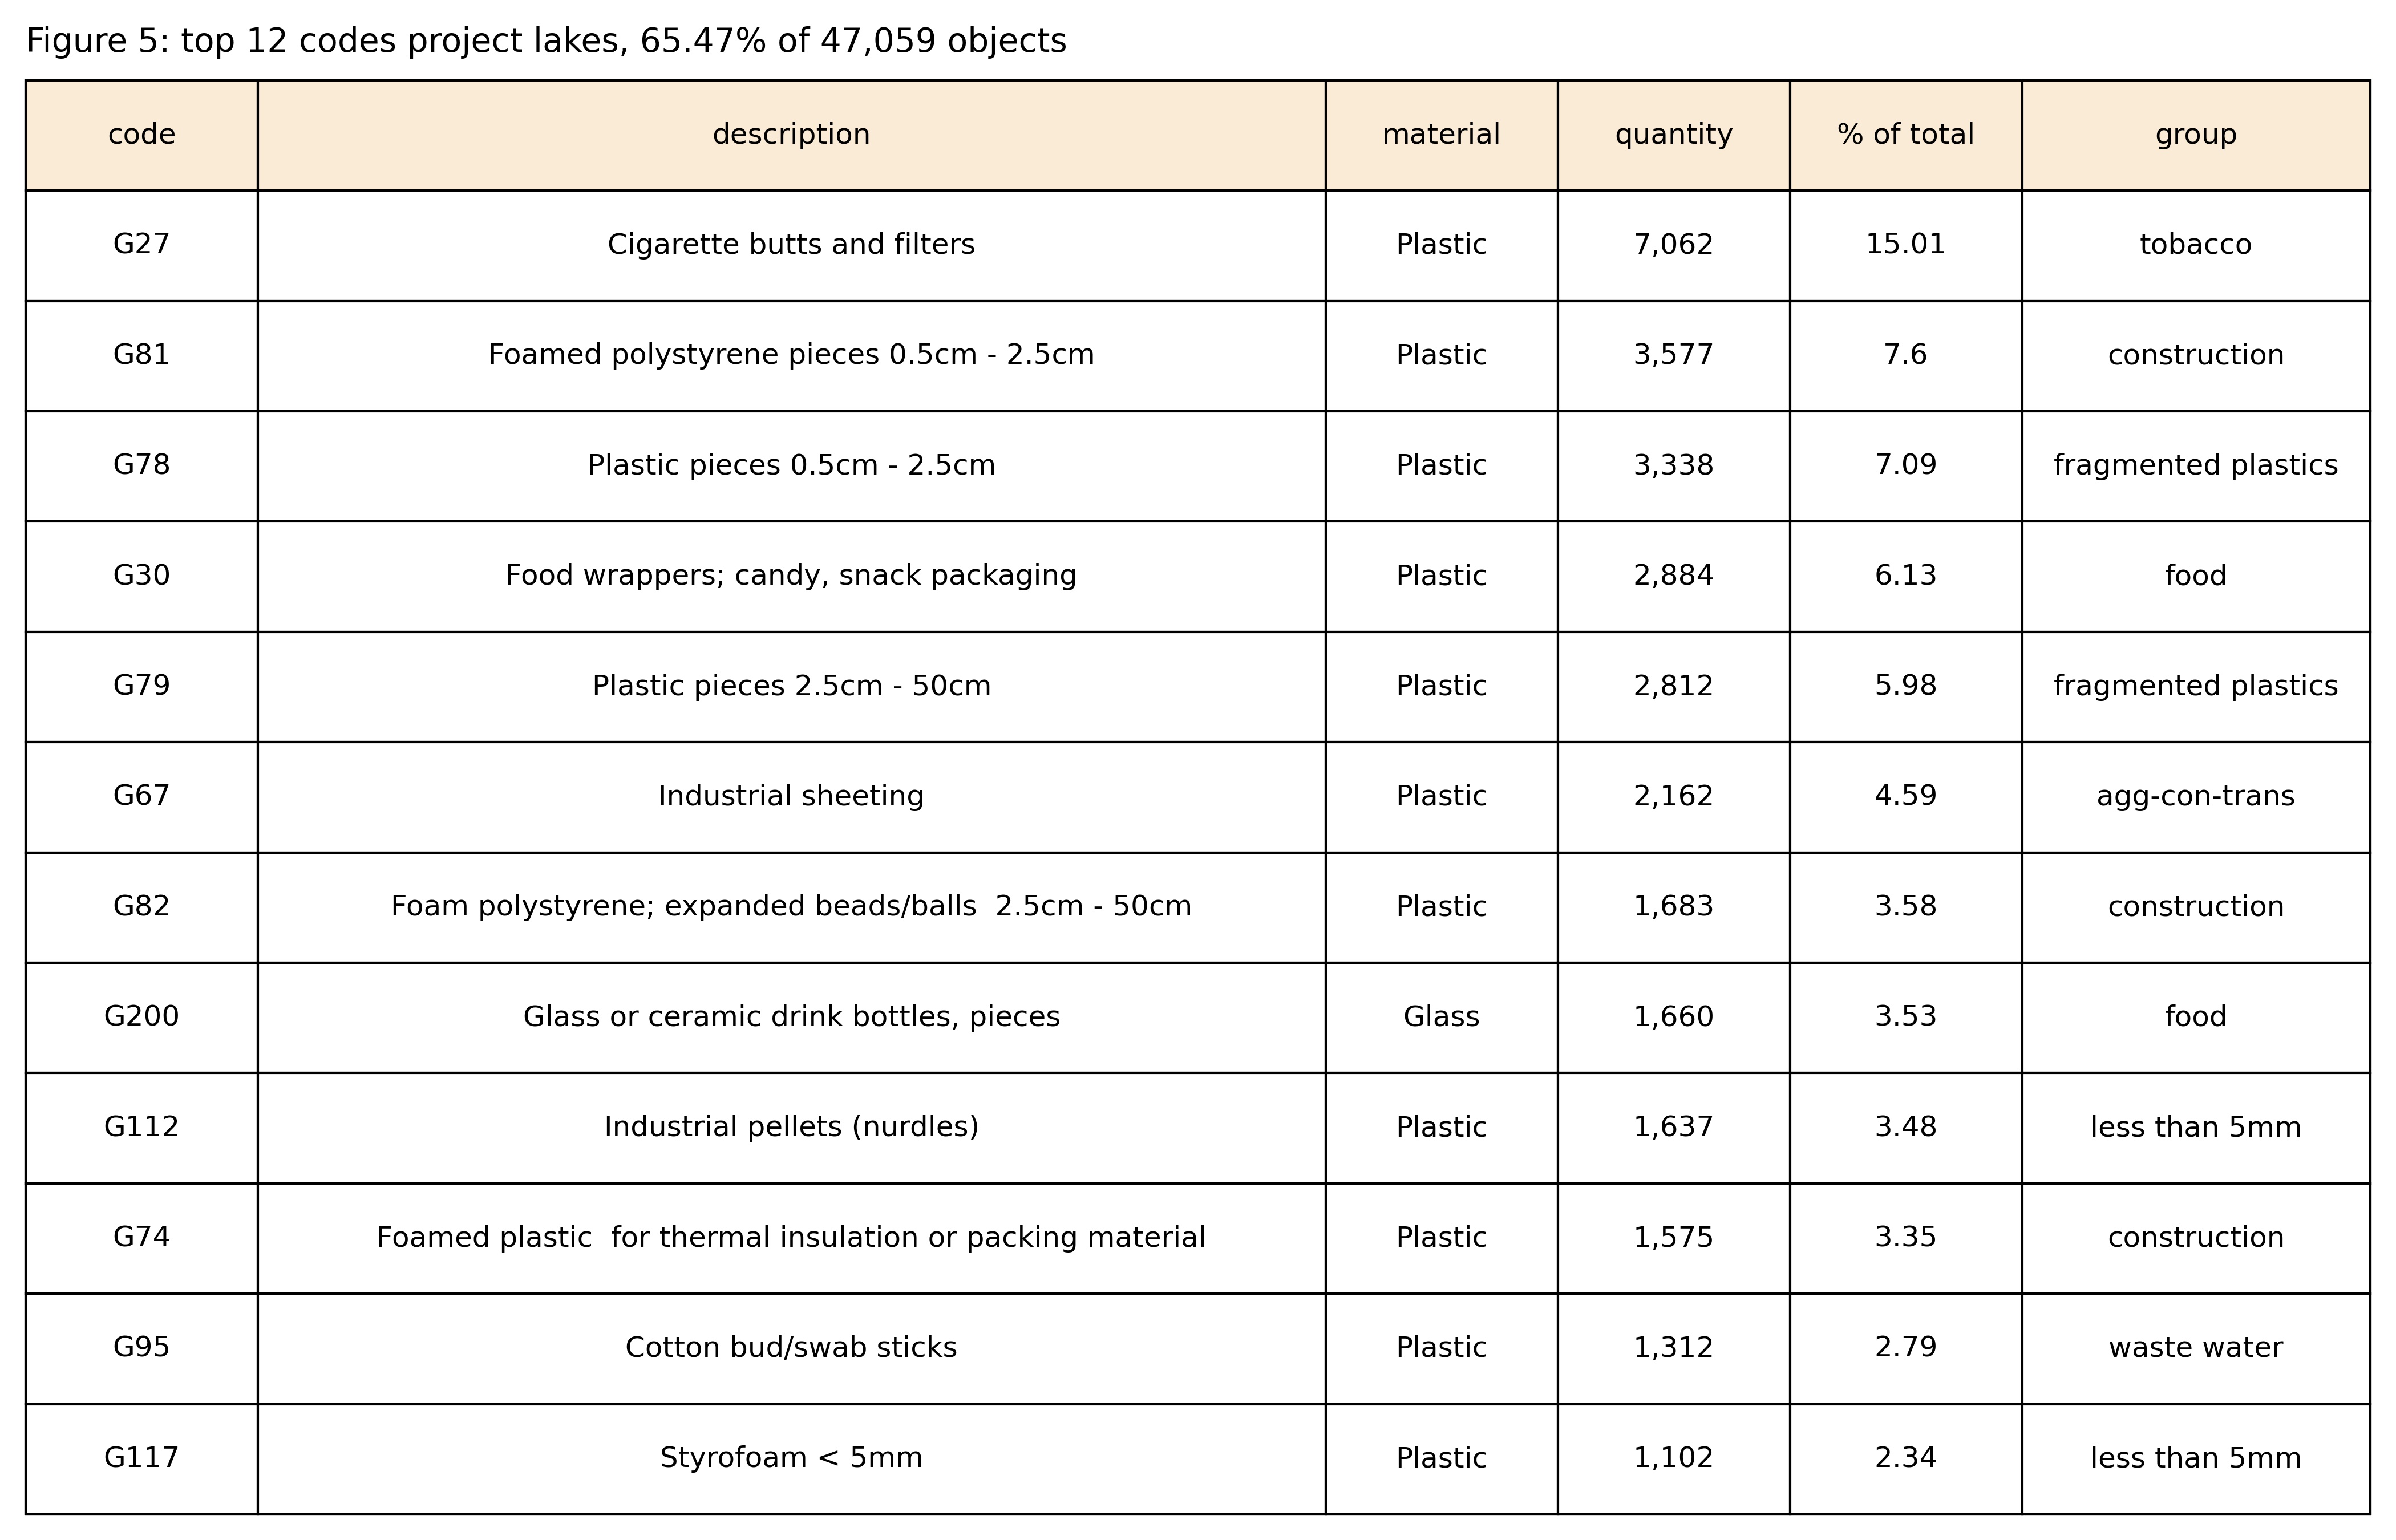 Figure 5: top 12 codes project lakes, 65.47% of 47,059 objects
code description material quantity % of total group
G27 Cigarette butts and filters Plastic 7,062 15.01 tobacco
G81 Foamed polystyrene pieces 0.5cm - 2.5cm Plastic 3,577 7.6 construction
G78 Plastic pieces 0.5cm - 2.5cm Plastic 3,338 7.09 fragmented plastics
G30 Food wrappers; candy, snack packaging Plastic 2,884 6.13 food
G79 Plastic pieces 2.5cm - 50cm Plastic 2,812 5.98 fragmented plastics
G67 Industrial sheeting Plastic 2,162 4.59 agg-con-trans
G82 Foam polystyrene; expanded beads/balls  2.5cm - 50cm Plastic 1,683 3.58 construction
G200 Glass or ceramic drink bottles, pieces Glass 1,660 3.53 food
G112 Industrial pellets (nurdles) Plastic 1,637 3.48 less than 5mm
G74 Foamed plastic  for thermal insulation or packing material Plastic 1,575 3.35 construction
G95 Cotton bud/swab sticks Plastic 1,312 2.79 waste water
G117 Styrofoam < 5mm Plastic 1,102 2.34 less than 5mm